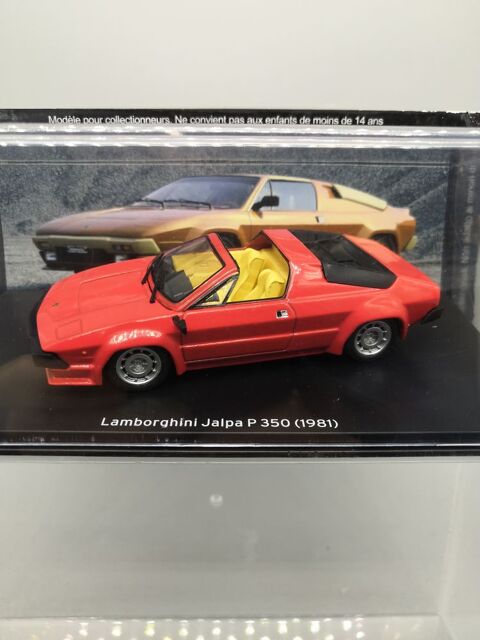 Modèle pour collectionneurs. Ne convient pas aux enfants de moins de 14 ans
Lamborghini Jalpa P 350 (1981)